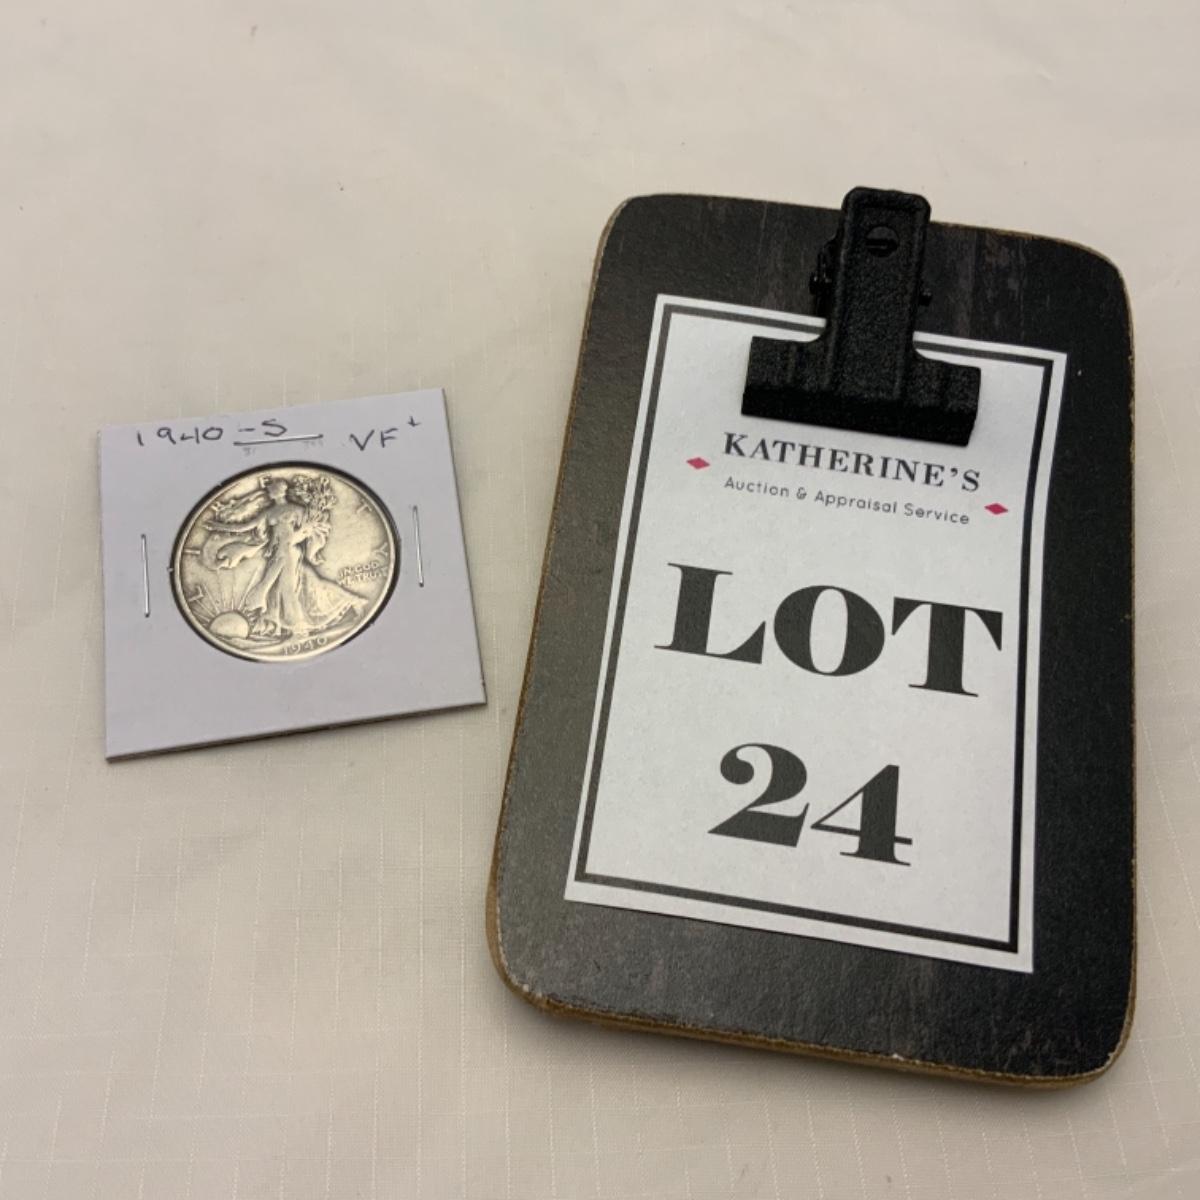 1940-S VF+
LIBERTY
IN GOD
WE TRUST
1940
KATHERINE'S
Auction & Appraisal Service
LOT
24